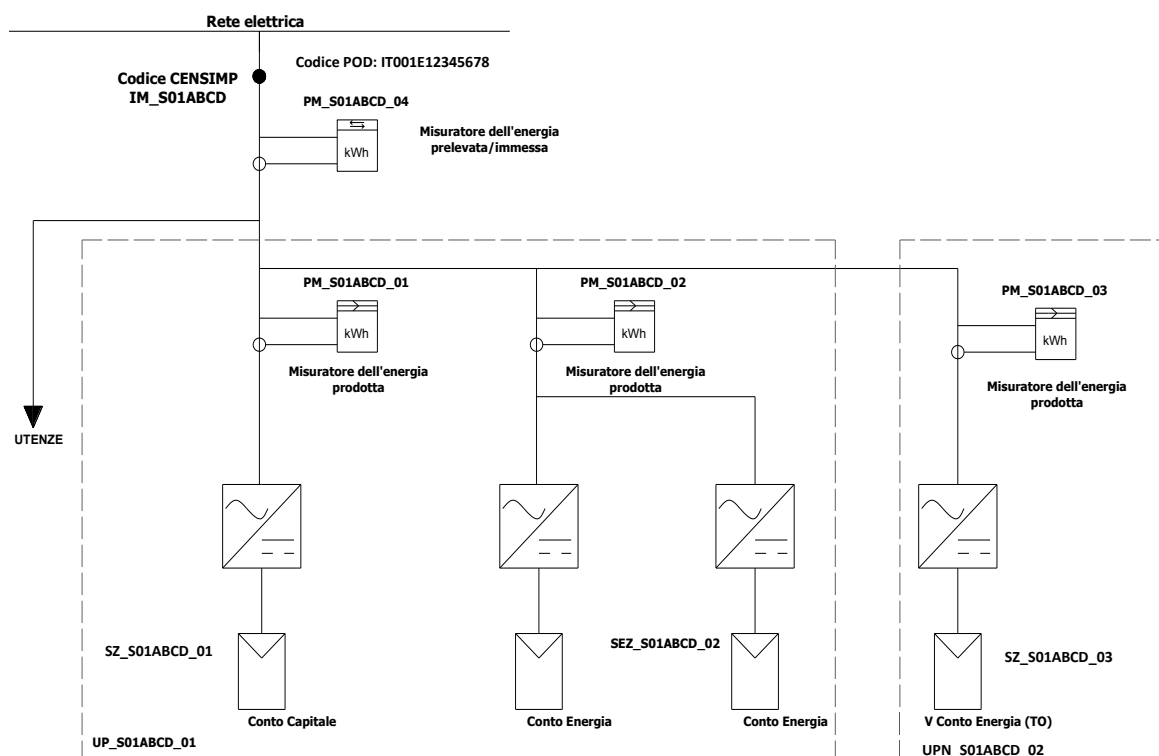 Rete elettrica
Codice POD: IT001E12345678
Codice CENSIMP
IM_S01ABCD
PM_S01ABCD_04
Misuratore dell'energia
prelevata/immessa
kWh
PM_S01ABCD_01
kWh
Misuratore dell'energia
prodotta
PM_S01ABCD_02
kWh
Misuratore dell'energia
prodotta
PM_S01ABCD_03
kWh
Misuratore dell'energia
prodotta
UTENZE
SZ_S01ABCD_01
SEZ_S01ABCD_02
SZ_S01ABCD_03
Conto Capitale
Conto Energia
Conto Energia
V Conto Energia (TO)
UP_S01ABCD_01
UPN_S01ABCD_02